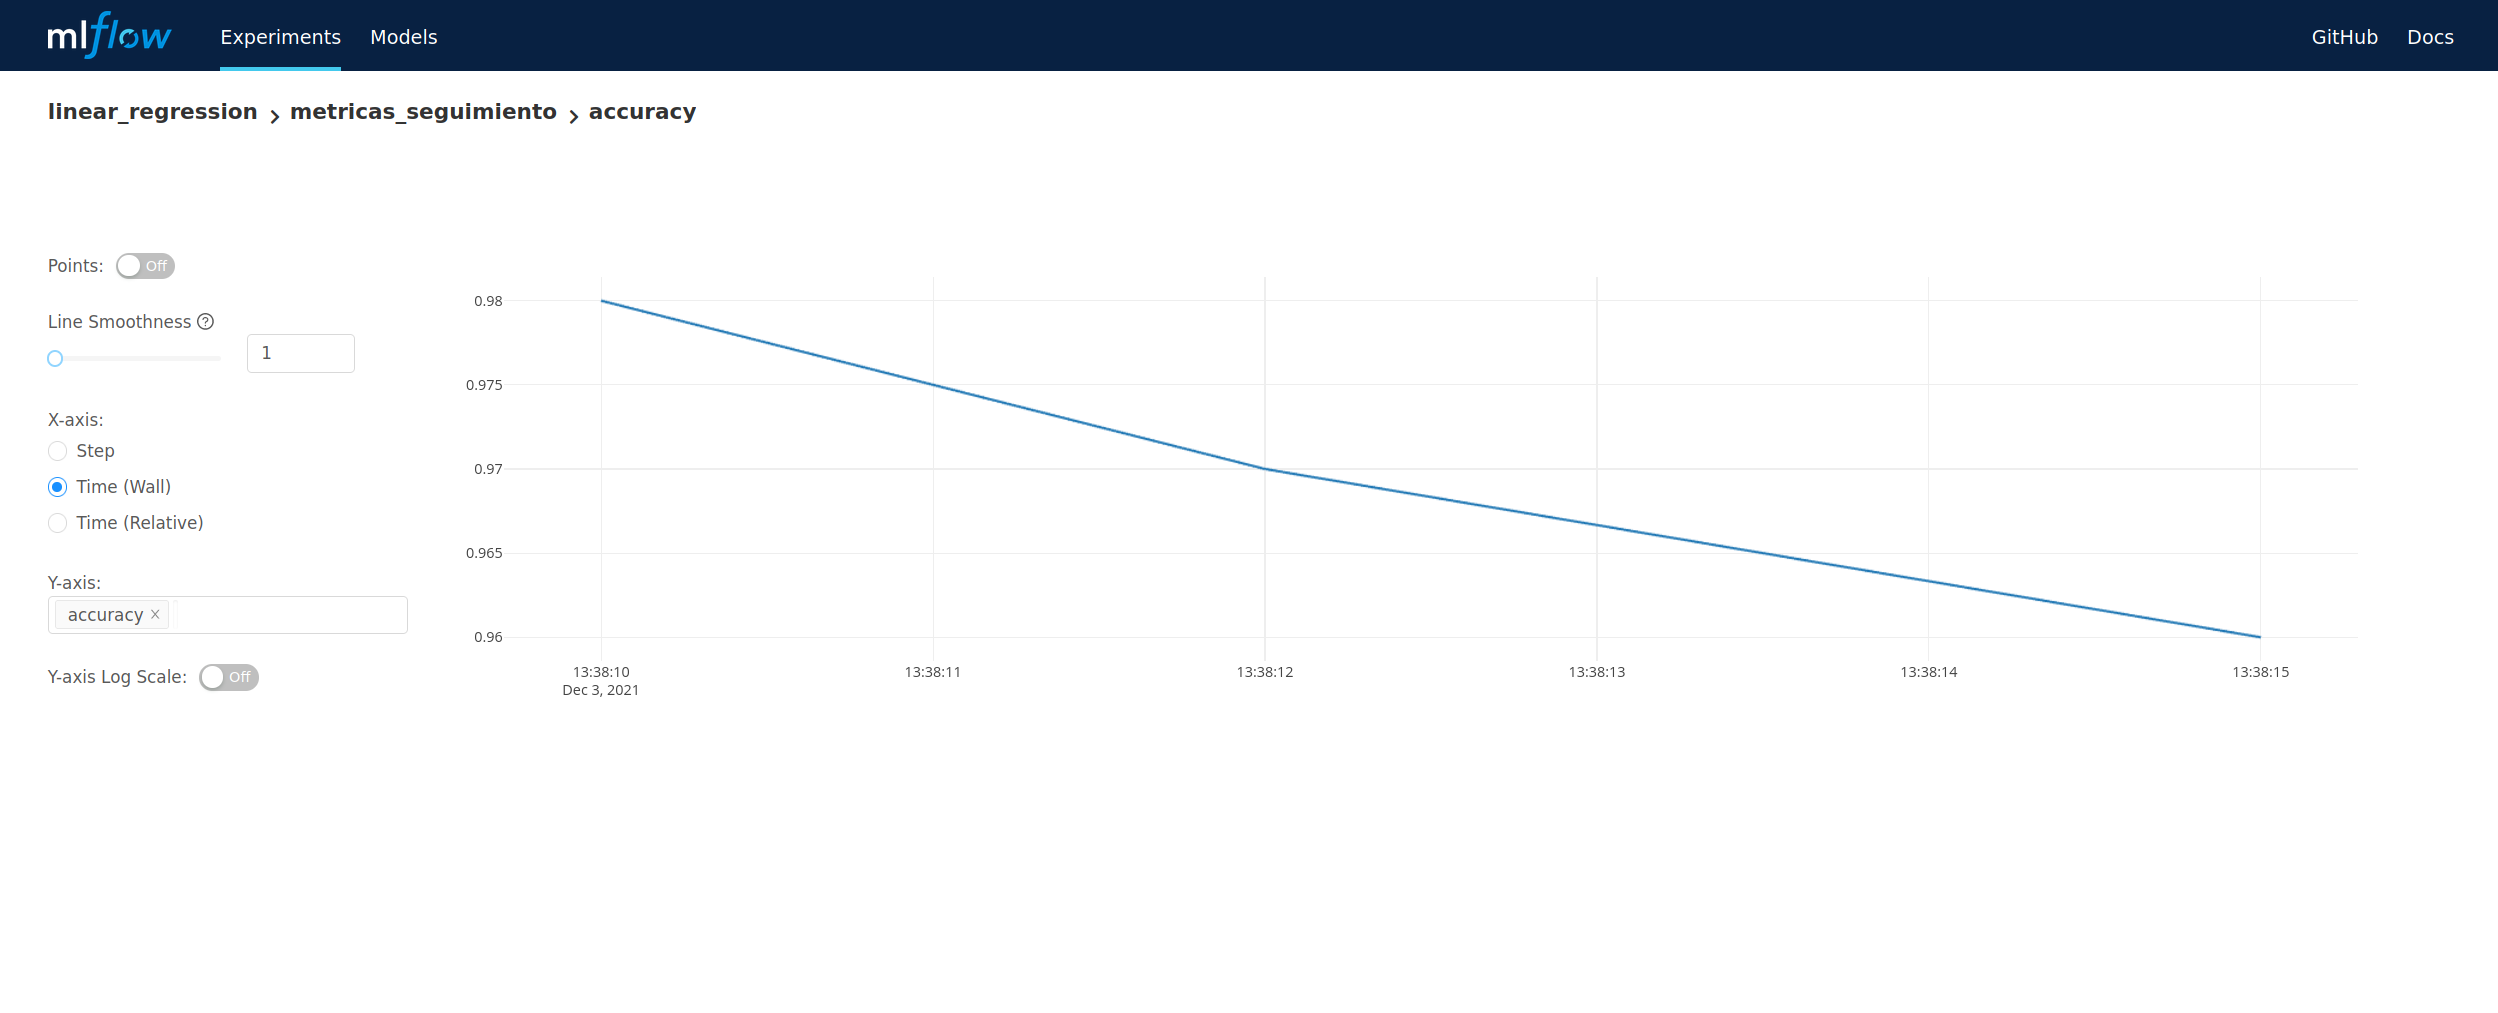 mlflow Experiments Models GitHub Docs
linear_regression > metricas_seguimiento > accuracy
Points: Off
Line Smoothness ?
1
X-axis:
Step
Time (Wall)
Time (Relative)
Y-axis:
accuracy ×
Y-axis Log Scale: Off
0.98
0.975
0.97
0.965
0.96
13:38:10 13:38:11 13:38:12 13:38:13 13:38:14 13:38:15
Dec 3, 2021